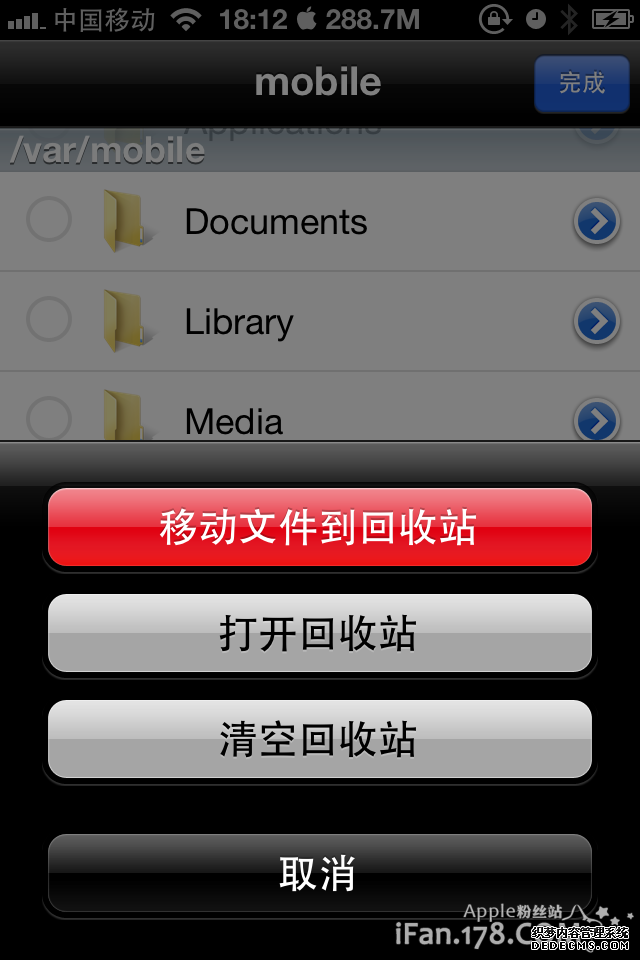 中国移动 18:12 288.7M
mobile
完成
Applications
/var/mobile
Documents
Library
Media
移动文件到回收站
打开回收站
清空回收站
取消
Apple粉丝站
iFan.178.COM
织梦内容管理系统
DEDECMS.COM